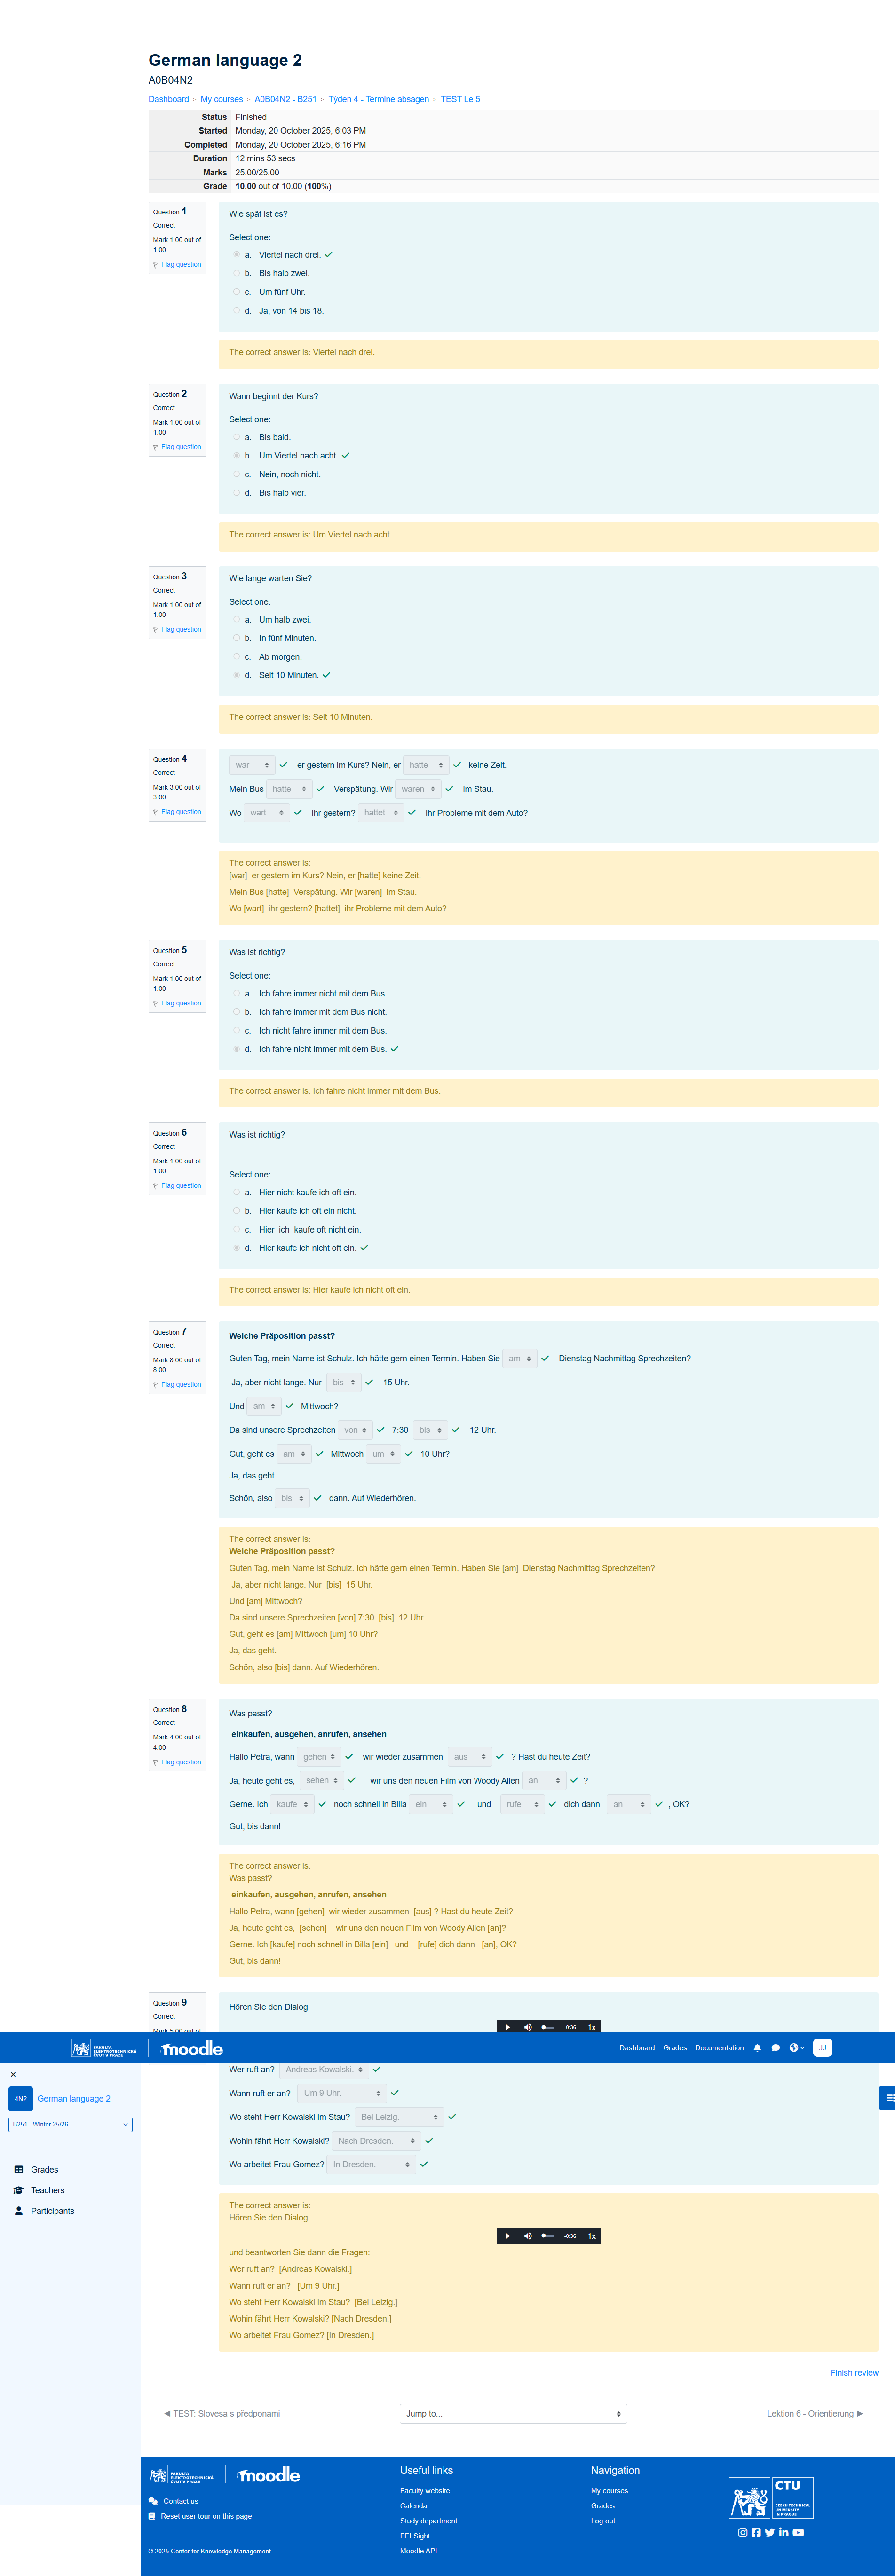 German language 2
A0B04N2
Dashboard ▸ My courses ▸ A0B04N2 - B251 ▸ Týden 4 - Termine absagen ▸ TEST Le 5
Status Finished
Started Monday, 20 October 2025, 6:03 PM
Completed Monday, 20 October 2025, 6:16 PM
Duration 12 mins 53 secs
Marks 25.00/25.00
Grade 10.00 out of 10.00 (100%)
Question 1
Correct
Mark 1.00 out of
1.00
Flag question
Wie spät ist es?
Select one:
a. Viertel nach drei.
b. Bis halb zwei.
c. Um fünf Uhr.
d. Ja, von 14 bis 18.
The correct answer is: Viertel nach drei.
Question 2
Correct
Mark 1.00 out of
1.00
Flag question
Wann beginnt der Kurs?
Select one:
a. Bis bald.
b. Um Viertel nach acht.
c. Nein, noch nicht.
d. Bis halb vier.
The correct answer is: Um Viertel nach acht.
Question 3
Correct
Mark 1.00 out of
1.00
Flag question
Wie lange warten Sie?
Select one:
a. Um halb zwei.
b. In fünf Minuten.
c. Ab morgen.
d. Seit 10 Minuten.
The correct answer is: Seit 10 Minuten.
Question 4
Correct
Mark 3.00 out of
3.00
Flag question
war er gestern im Kurs? Nein, er hatte keine Zeit.
Mein Bus hatte Verspätung. Wir waren im Stau.
Wo wart ihr gestern? hattet ihr Probleme mit dem Auto?
The correct answer is:
[war] er gestern im Kurs? Nein, er [hatte] keine Zeit.
Mein Bus [hatte] Verspätung. Wir [waren] im Stau.
Wo [wart] ihr gestern? [hattet] ihr Probleme mit dem Auto?
Question 5
Correct
Mark 1.00 out of
1.00
Flag question
Was ist richtig?
Select one:
a. Ich fahre immer nicht mit dem Bus.
b. Ich fahre immer mit dem Bus nicht.
c. Ich nicht fahre immer mit dem Bus.
d. Ich fahre nicht immer mit dem Bus.
The correct answer is: Ich fahre nicht immer mit dem Bus.
Question 6
Correct
Mark 1.00 out of
1.00
Flag question
Was ist richtig?
Select one:
a. Hier nicht kaufe ich oft ein.
b. Hier kaufe ich oft ein nicht.
c. Hier ich kaufe oft nicht ein.
d. Hier kaufe ich nicht oft ein.
The correct answer is: Hier kaufe ich nicht oft ein.
Question 7
Correct
Mark 8.00 out of
8.00
Flag question
Welche Präposition passt?
Guten Tag, mein Name ist Schulz. Ich hätte gern einen Termin. Haben Sie am Dienstag Nachmittag Sprechzeiten?
Ja, aber nicht lange. Nur bis 15 Uhr.
Und am Mittwoch?
Da sind unsere Sprechzeiten von 7:30 bis 12 Uhr.
Gut, geht es am Mittwoch um 10 Uhr?
Ja, das geht.
Schön, also bis dann. Auf Wiederhören.
The correct answer is:
Welche Präposition passt?
Guten Tag, mein Name ist Schulz. Ich hätte gern einen Termin. Haben Sie [am] Dienstag Nachmittag Sprechzeiten?
Ja, aber nicht lange. Nur [bis] 15 Uhr.
Und [am] Mittwoch?
Da sind unsere Sprechzeiten [von] 7:30 [bis] 12 Uhr.
Gut, geht es [am] Mittwoch [um] 10 Uhr?
Ja, das geht.
Schön, also [bis] dann. Auf Wiederhören.
Question 8
Correct
Mark 4.00 out of
4.00
Flag question
Was passt?
einkaufen, ausgehen, anrufen, ansehen
Hallo Petra, wann gehen wir wieder zusammen aus ? Hast du heute Zeit?
Ja, heute geht es, sehen wir uns den neuen Film von Woody Allen an ?
Gerne. Ich kaufe noch schnell in Billa ein und rufe dich dann an , OK?
Gut, bis dann!
The correct answer is:
Was passt?
einkaufen, ausgehen, anrufen, ansehen
Hallo Petra, wann [gehen] wir wieder zusammen [aus] ? Hast du heute Zeit?
Ja, heute geht es, [sehen] wir uns den neuen Film von Woody Allen [an]?
Gerne. Ich [kaufe] noch schnell in Billa [ein] und [rufe] dich dann [an], OK?
Gut, bis dann!
Question 9
Correct
Mark 5.00 out of
Hören Sie den Dialog
-0:36 1x
FAKULTA
ELEKTROTECHNICKÁ
ČVUT V PRAZE
moodle
Dashboard Grades Documentation JJ
4N2 German language 2
B251 - Winter 25/26
Grades
Teachers
Participants
Wer ruft an? Andreas Kowalski.
Wann ruft er an? Um 9 Uhr.
Wo steht Herr Kowalski im Stau? Bei Leizig.
Wohin fährt Herr Kowalski? Nach Dresden.
Wo arbeitet Frau Gomez? In Dresden.
The correct answer is:
Hören Sie den Dialog
-0:36 1x
und beantworten Sie dann die Fragen:
Wer ruft an? [Andreas Kowalski.]
Wann ruft er an? [Um 9 Uhr.]
Wo steht Herr Kowalski im Stau? [Bei Leizig.]
Wohin fährt Herr Kowalski? [Nach Dresden.]
Wo arbeitet Frau Gomez? [In Dresden.]
Finish review
◀ TEST: Slovesa s předponami
Jump to...
Lektion 6 - Orientierung ▶
FAKULTA
ELEKTROTECHNICKÁ
ČVUT V PRAZE
moodle
Contact us
Reset user tour on this page
© 2025 Center for Knowledge Management
Useful links
Faculty website
Calendar
Study department
FELSight
Moodle API
Navigation
My courses
Grades
Log out
CTU
CZECH TECHNICAL
UNIVERSITY
IN PRAGUE